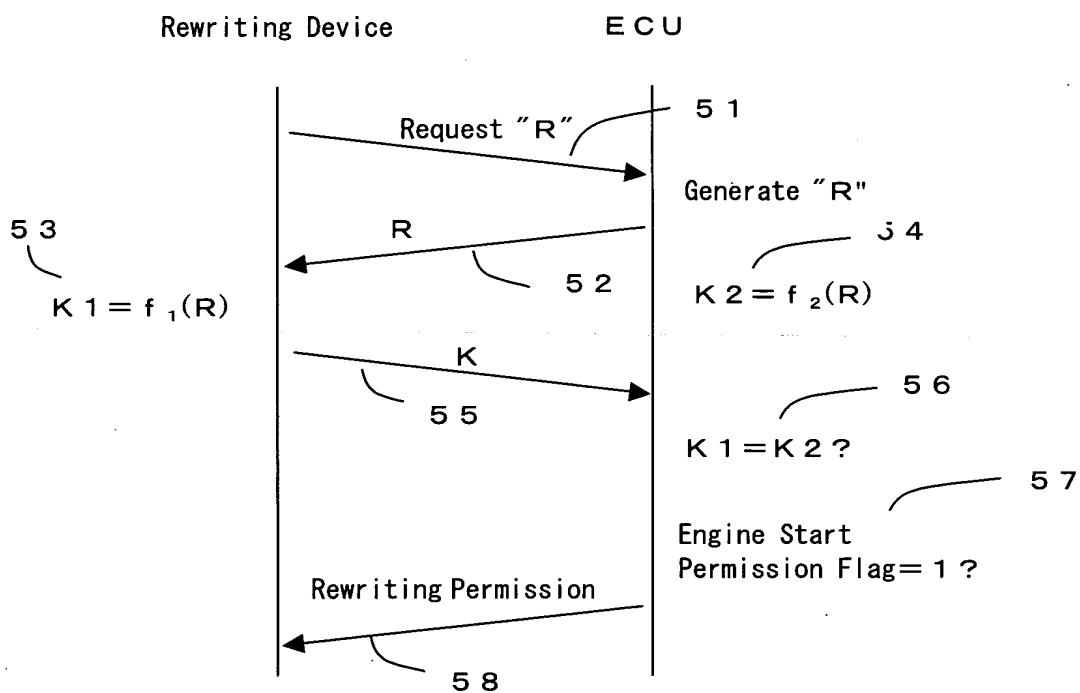 Rewriting Device
ECU
51
Request "R"
Generate "R"
53
R
52
K1=f₁(R)
K2=f₂(R)
K
55
56
K1=K2?
57
Engine Start
Permission Flag=1?
Rewriting Permission
58